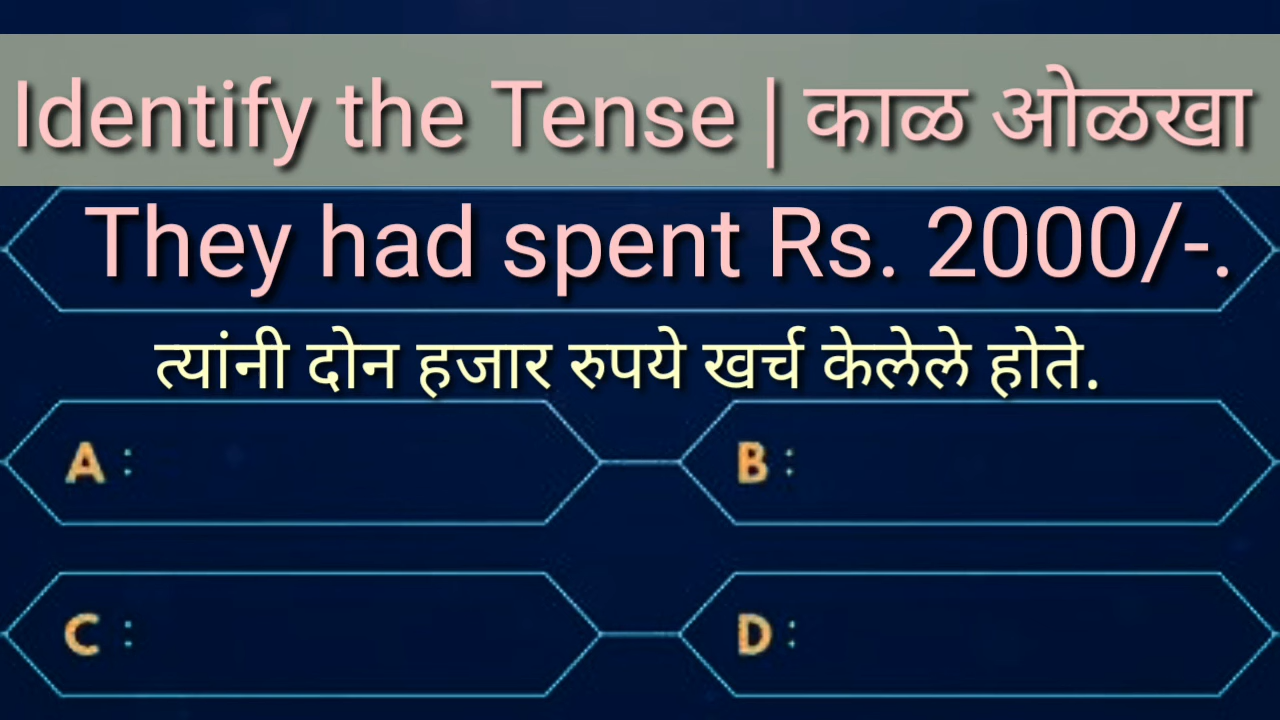 Identify the Tense | काळ ओळखा
They had spent Rs. 2000/-.
त्यांनी दोन हजार रुपये खर्च केलेले होते.
A :
B :
C :
D :